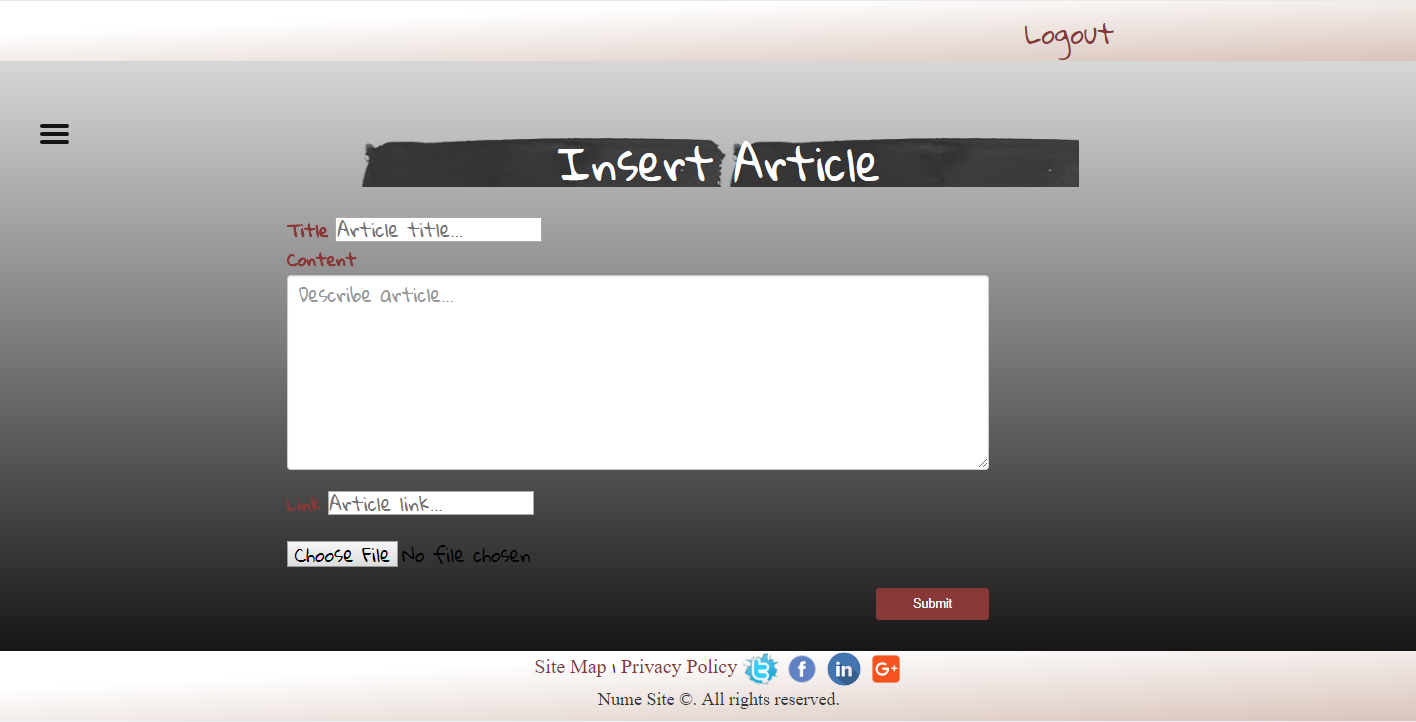 Logout
Insert Article
Title Article title...
Content
Describe article...
Link Article link...
Choose File No file chosen
Submit
Site Map \ Privacy Policy t f in G+
Nume Site ©. All rights reserved.